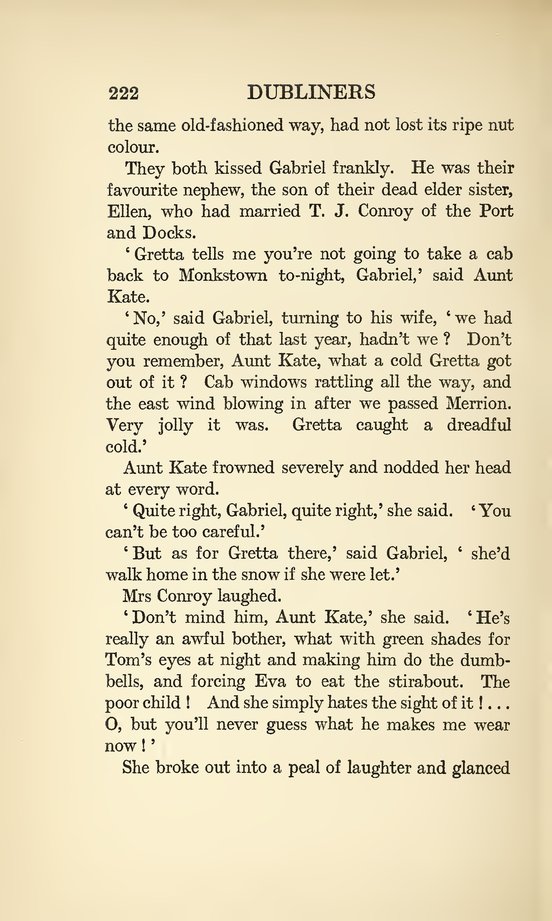 222 DUBLINERS
the same old-fashioned way, had not lost its ripe nut
colour.
They both kissed Gabriel frankly. He was their
favourite nephew, the son of their dead elder sister,
Ellen, who had married T. J. Conroy of the Port
and Docks.
‘ Gretta tells me you’re not going to take a cab
back to Monkstown to-night, Gabriel,’ said Aunt
Kate.
‘ No,’ said Gabriel, turning to his wife, ‘ we had
quite enough of that last year, hadn’t we ? Don’t
you remember, Aunt Kate, what a cold Gretta got
out of it ? Cab windows rattling all the way, and
the east wind blowing in after we passed Merrion.
Very jolly it was. Gretta caught a dreadful
cold.’
Aunt Kate frowned severely and nodded her head
at every word.
‘ Quite right, Gabriel, quite right,’ she said. ‘ You
can’t be too careful.’
‘ But as for Gretta there,’ said Gabriel, ‘ she’d
walk home in the snow if she were let.’
Mrs Conroy laughed.
‘ Don’t mind him, Aunt Kate,’ she said. ‘ He’s
really an awful bother, what with green shades for
Tom’s eyes at night and making him do the dumb-
bells, and forcing Eva to eat the stirabout. The
poor child ! And she simply hates the sight of it ! . . .
O, but you’ll never guess what he makes me wear
now ! ’
She broke out into a peal of laughter and glanced